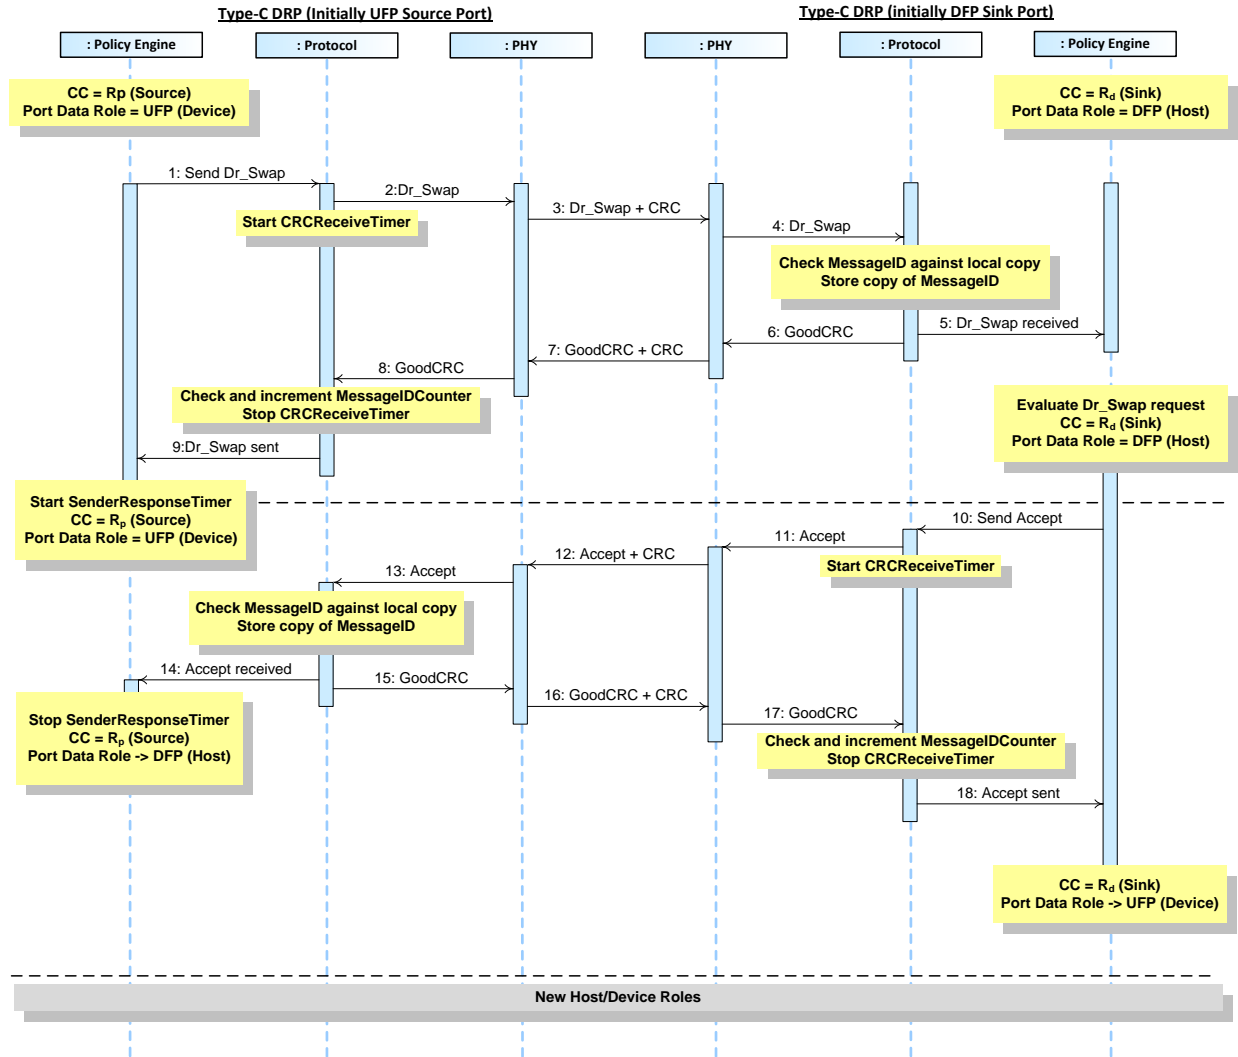 Type-C DRP (Initially UFP Source Port)
Type-C DRP (initially DFP Sink Port)
: Policy Engine
: Protocol
: PHY
: PHY
: Protocol
: Policy Engine
CC = Rp (Source)
Port Data Role = UFP (Device)
CC = Rd (Sink)
Port Data Role = DFP (Host)
1: Send Dr_Swap
2:Dr_Swap
Start CRCReceiveTimer
3: Dr_Swap + CRC
4: Dr_Swap
Check MessageID against local copy
Store copy of MessageID
5: Dr_Swap received
6: GoodCRC
7: GoodCRC + CRC
8: GoodCRC
Check and increment MessageIDCounter
Stop CRCReceiveTimer
Evaluate Dr_Swap request
CC = Rd (Sink)
Port Data Role = DFP (Host)
9:Dr_Swap sent
Start SenderResponseTimer
CC = Rp (Source)
Port Data Role = UFP (Device)
10: Send Accept
11: Accept
Start CRCReceiveTimer
12: Accept + CRC
13: Accept
Check MessageID against local copy
Store copy of MessageID
14: Accept received
15: GoodCRC
16: GoodCRC + CRC
17: GoodCRC
Stop SenderResponseTimer
CC = Rp (Source)
Port Data Role -> DFP (Host)
Check and increment MessageIDCounter
Stop CRCReceiveTimer
18: Accept sent
CC = Rd (Sink)
Port Data Role -> UFP (Device)
New Host/Device Roles